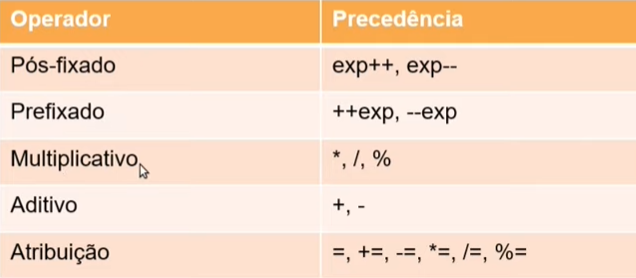 Operador Precedência
Pós-fixado exp++, exp--
Prefixado ++exp, --exp
Multiplicativo *, /, %
Aditivo +, -
Atribuição =, +=, -=, *=, /=, %=